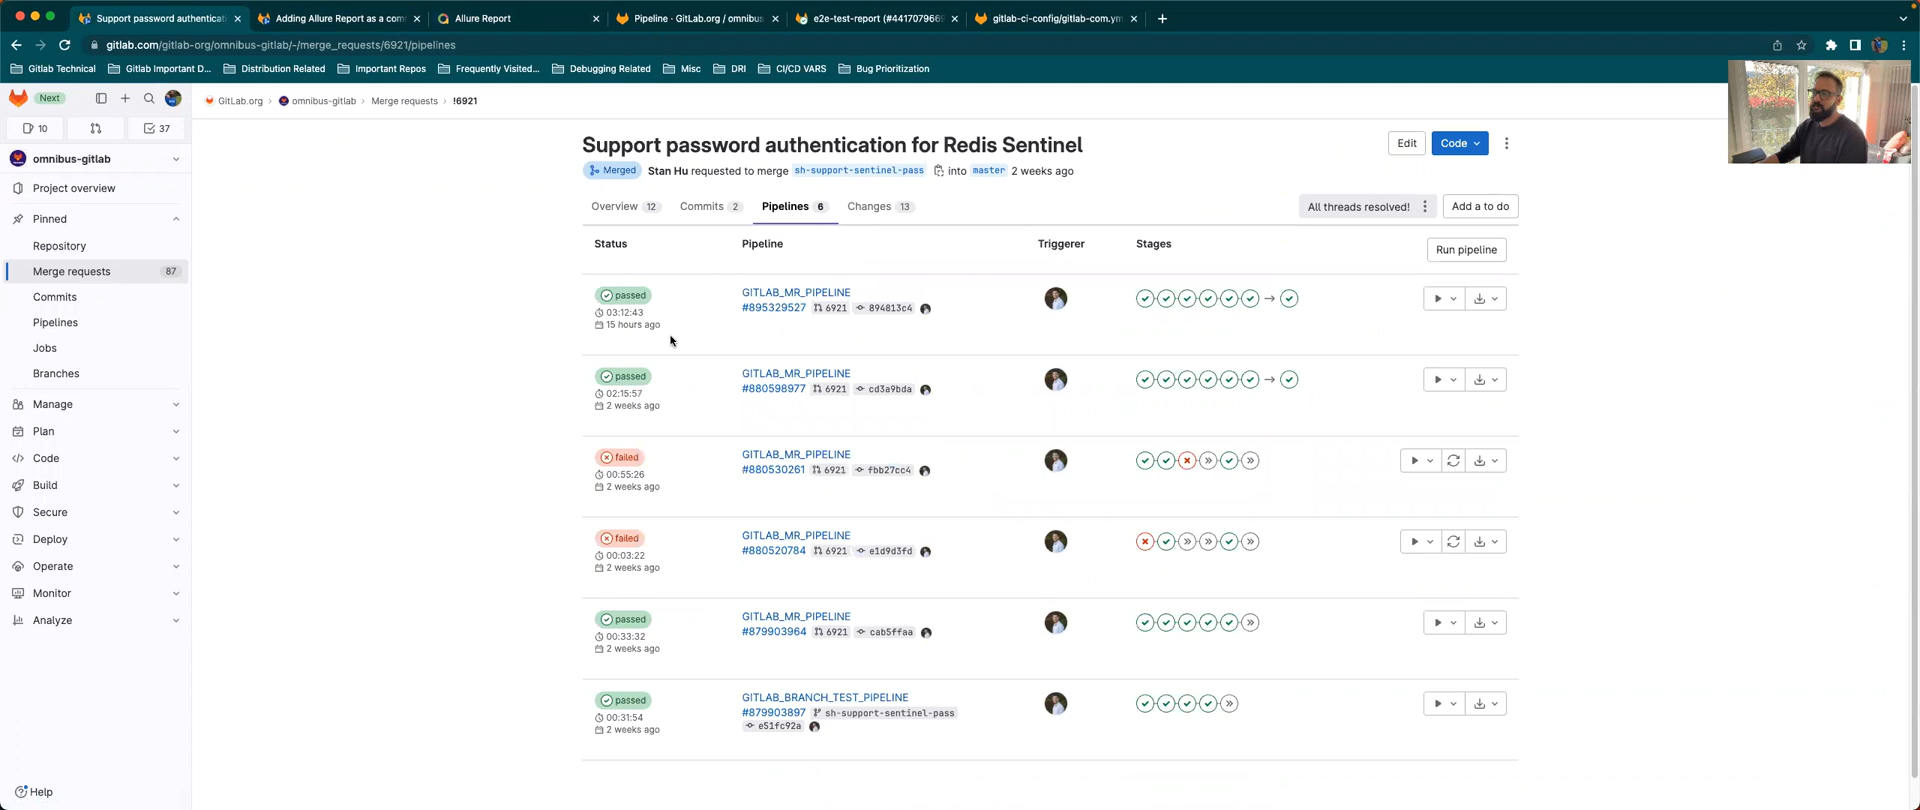 Support password authenticati
Adding Allure Report as a com
Allure Report
Pipeline · GitLab.org / omnibus
e2e-test-report (#4417079669
gitlab-ci-config/gitlab-com.ym
gitlab.com/gitlab-org/omnibus-gitlab/-/merge_requests/6921/pipelines
Gitlab Technical
Gitlab Important D...
Distribution Related
Important Repos
Frequently Visited...
Debugging Related
Misc
DRI
CI/CD VARS
Bug Prioritization
Next
10
37
omnibus-gitlab
Project overview
Pinned
Repository
Merge requests 87
Commits
Pipelines
Jobs
Branches
Manage
Plan
Code
Build
Secure
Deploy
Operate
Monitor
Analyze
Help
GitLab.org > omnibus-gitlab > Merge requests > !6921
Support password authentication for Redis Sentinel
Edit
Code
Merged Stan Hu requested to merge sh-support-sentinel-pass into master 2 weeks ago
Overview 12
Commits 2
Pipelines 6
Changes 13
All threads resolved!
Add a to do
Status
Pipeline
Triggerer
Stages
Run pipeline
passed
03:12:43
15 hours ago
GITLAB_MR_PIPELINE
#895329527 6921 894813c4
passed
02:15:57
2 weeks ago
GITLAB_MR_PIPELINE
#880598977 6921 cd3a9bda
failed
00:55:26
2 weeks ago
GITLAB_MR_PIPELINE
#880530261 6921 fbb27cc4
failed
00:03:22
2 weeks ago
GITLAB_MR_PIPELINE
#880520784 6921 e1d9d3fd
passed
00:33:32
2 weeks ago
GITLAB_MR_PIPELINE
#879903964 6921 cab5ffaa
passed
00:31:54
2 weeks ago
GITLAB_BRANCH_TEST_PIPELINE
#879903897 sh-support-sentinel-pass
e51fc92a